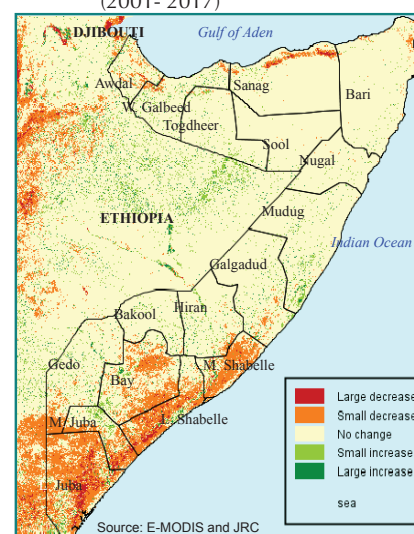 (2001- 2017)
DJIBOUTI
Gulf of Aden
Awdal
W. Galbeed
Togdheer
Sanag
Bari
Sool
Nugal
ETHIOPIA
Mudug
Indian Ocean
Galgadud
Hiran
Bakool
Gedo
Bay
M. Shabelle
M. Juba
L. Shabelle
Juba
Large decrease
Small decrease
No change
Small increase
Large increase
sea
Source: E-MODIS and JRC